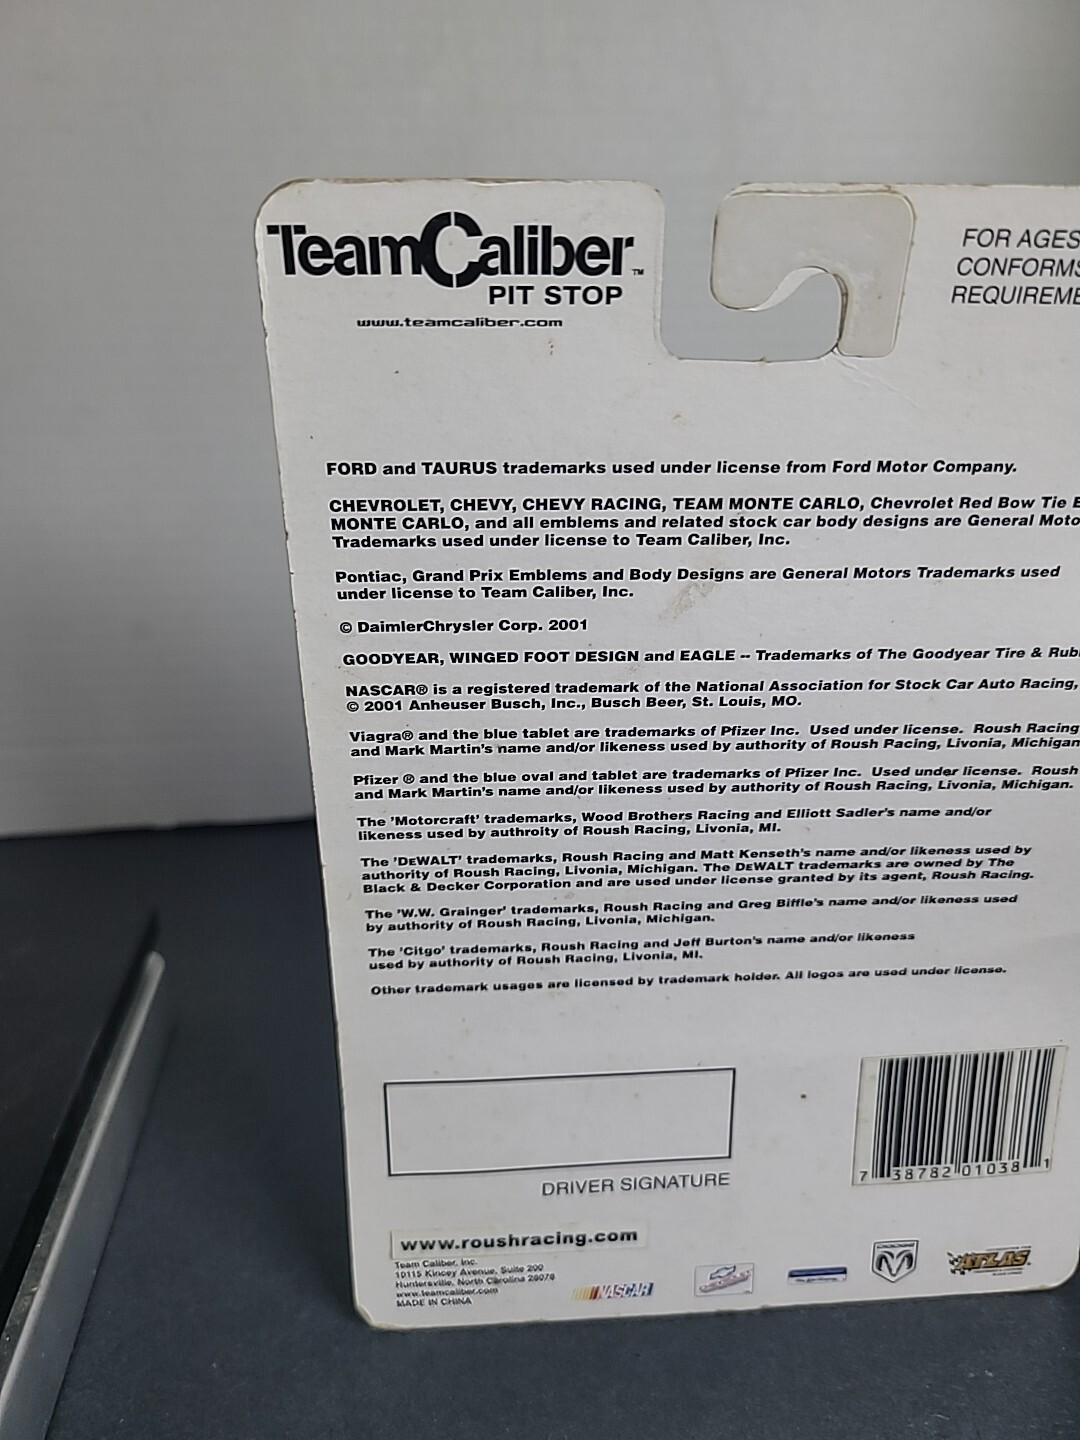 TeamCaliber™
PIT STOP
www.teamcaliber.com
FOR AGES
CONFORMS
REQUIREME
FORD and TAURUS trademarks used under license from Ford Motor Company.
CHEVROLET, CHEVY, CHEVY RACING, TEAM MONTE CARLO, Chevrolet Red Bow Tie E
MONTE CARLO, and all emblems and related stock car body designs are General Moto
Trademarks used under license to Team Caliber, Inc.
Pontiac, Grand Prix Emblems and Body Designs are General Motors Trademarks used
under license to Team Caliber, Inc.
© DaimlerChrysler Corp. 2001
GOODYEAR, WINGED FOOT DESIGN and EAGLE -- Trademarks of The Goodyear Tire & Rub
NASCAR® is a registered trademark of the National Association for Stock Car Auto Racing,
© 2001 Anheuser Busch, Inc., Busch Beer, St. Louis, MO.
Viagra® and the blue tablet are trademarks of Pfizer Inc. Used under license. Roush Racing
and Mark Martin's name and/or likeness used by authority of Roush Racing, Livonia, Michigan
Pfizer ® and the blue oval and tablet are trademarks of Pfizer Inc. Used under license. Roush
and Mark Martin's name and/or likeness used by authority of Roush Racing, Livonia, Michigan.
The 'Motorcraft' trademarks, Wood Brothers Racing and Elliott Sadler's name and/or
likeness used by authroity of Roush Racing, Livonia, MI.
The 'DEWALT' trademarks, Roush Racing and Matt Kenseth's name and/or likeness used by
authority of Roush Racing, Livonia, Michigan. The DEWALT trademarks are owned by The
Black & Decker Corporation and are used under license granted by its agent, Roush Racing.
The 'W.W. Grainger' trademarks, Roush Racing and Greg Biffle's name and/or likeness used
by authority of Roush Racing, Livonia, Michigan.
The 'Citgo' trademarks, Roush Racing and Jeff Burton's name and/or likeness
used by authority of Roush Racing, Livonia, MI.
Other trademark usages are licensed by trademark holder. All logos are used under license.
DRIVER SIGNATURE
7 38782 01038 1
www.roushracing.com
Team Caliber, Inc.
10115 Kincey Avenue, Suite 200
Huntersville, North Carolina 28078
www.teamcaliber.com
MADE IN CHINA
NASCAR
ATLAS